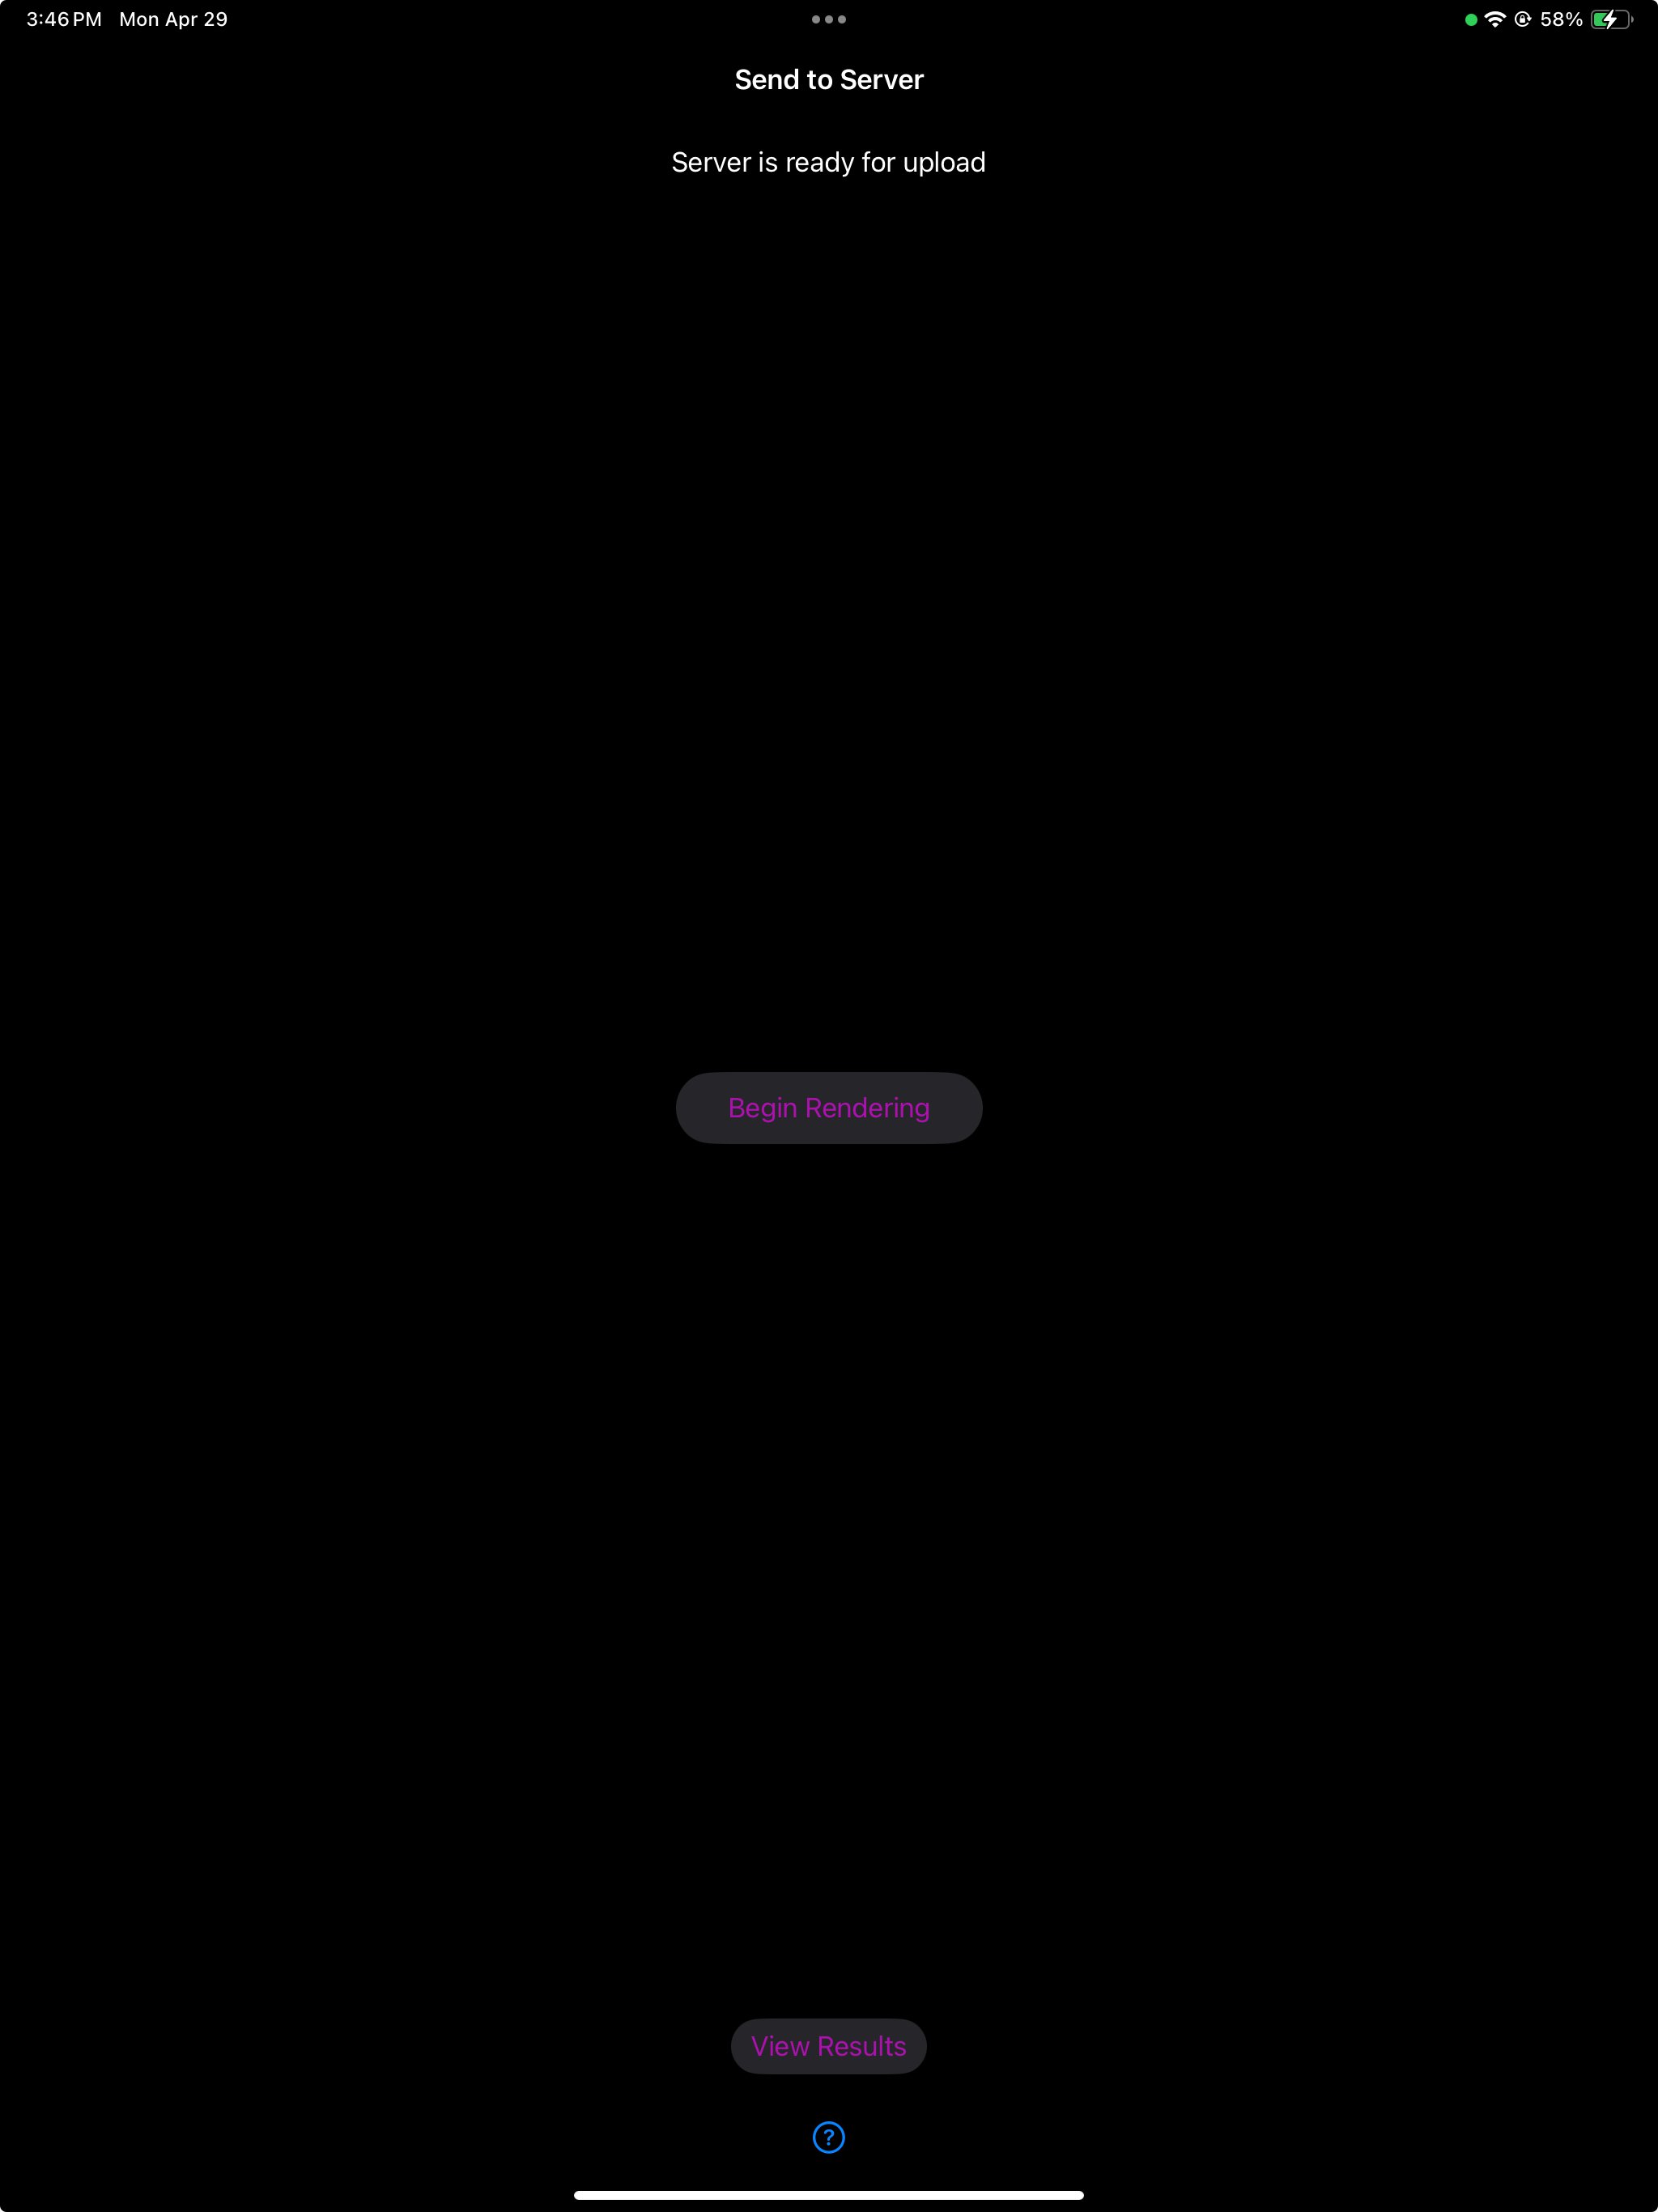 3:46 PM Mon Apr 29
58%
Send to Server
Server is ready for upload
Begin Rendering
View Results
?